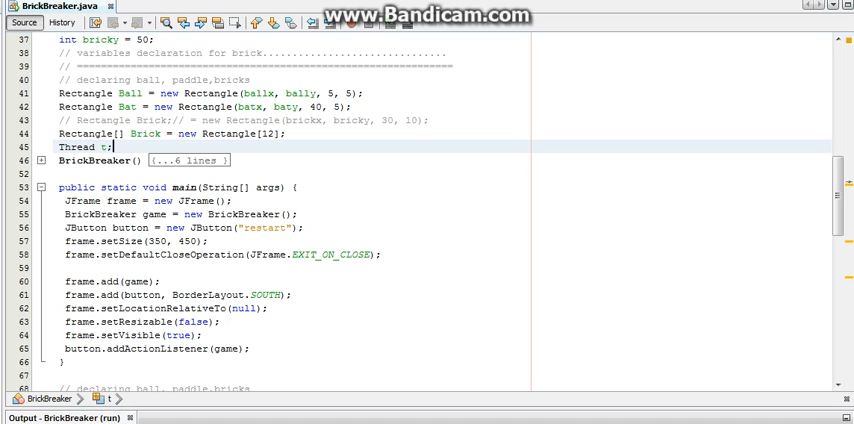 BrickBreaker.java
www.Bandicam.com
Source History
37 int bricky = 50;
38 // variables declaration for brick...............................
39 // ===============================================================
40 // declaring ball, paddle,bricks
41 Rectangle Ball = new Rectangle(ballx, bally, 5, 5);
42 Rectangle Bat = new Rectangle(batx, baty, 40, 5);
43 // Rectangle Brick;// = new Rectangle(brickx, bricky, 30, 10);
44 Rectangle[] Brick = new Rectangle[12];
45 Thread t;
46 BrickBreaker() {...6 lines }
52
53 public static void main(String[] args) {
54 JFrame frame = new JFrame();
55 BrickBreaker game = new BrickBreaker();
56 JButton button = new JButton("restart");
57 frame.setSize(350, 450);
58 frame.setDefaultCloseOperation(JFrame.EXIT_ON_CLOSE);
59
60 frame.add(game);
61 frame.add(button, BorderLayout.SOUTH);
62 frame.setLocationRelativeTo(null);
63 frame.setResizable(false);
64 frame.setVisible(true);
65 button.addActionListener(game);
66 }
67
68 // declaring ball, paddle,bricks
BrickBreaker t
Output - BrickBreaker (run)